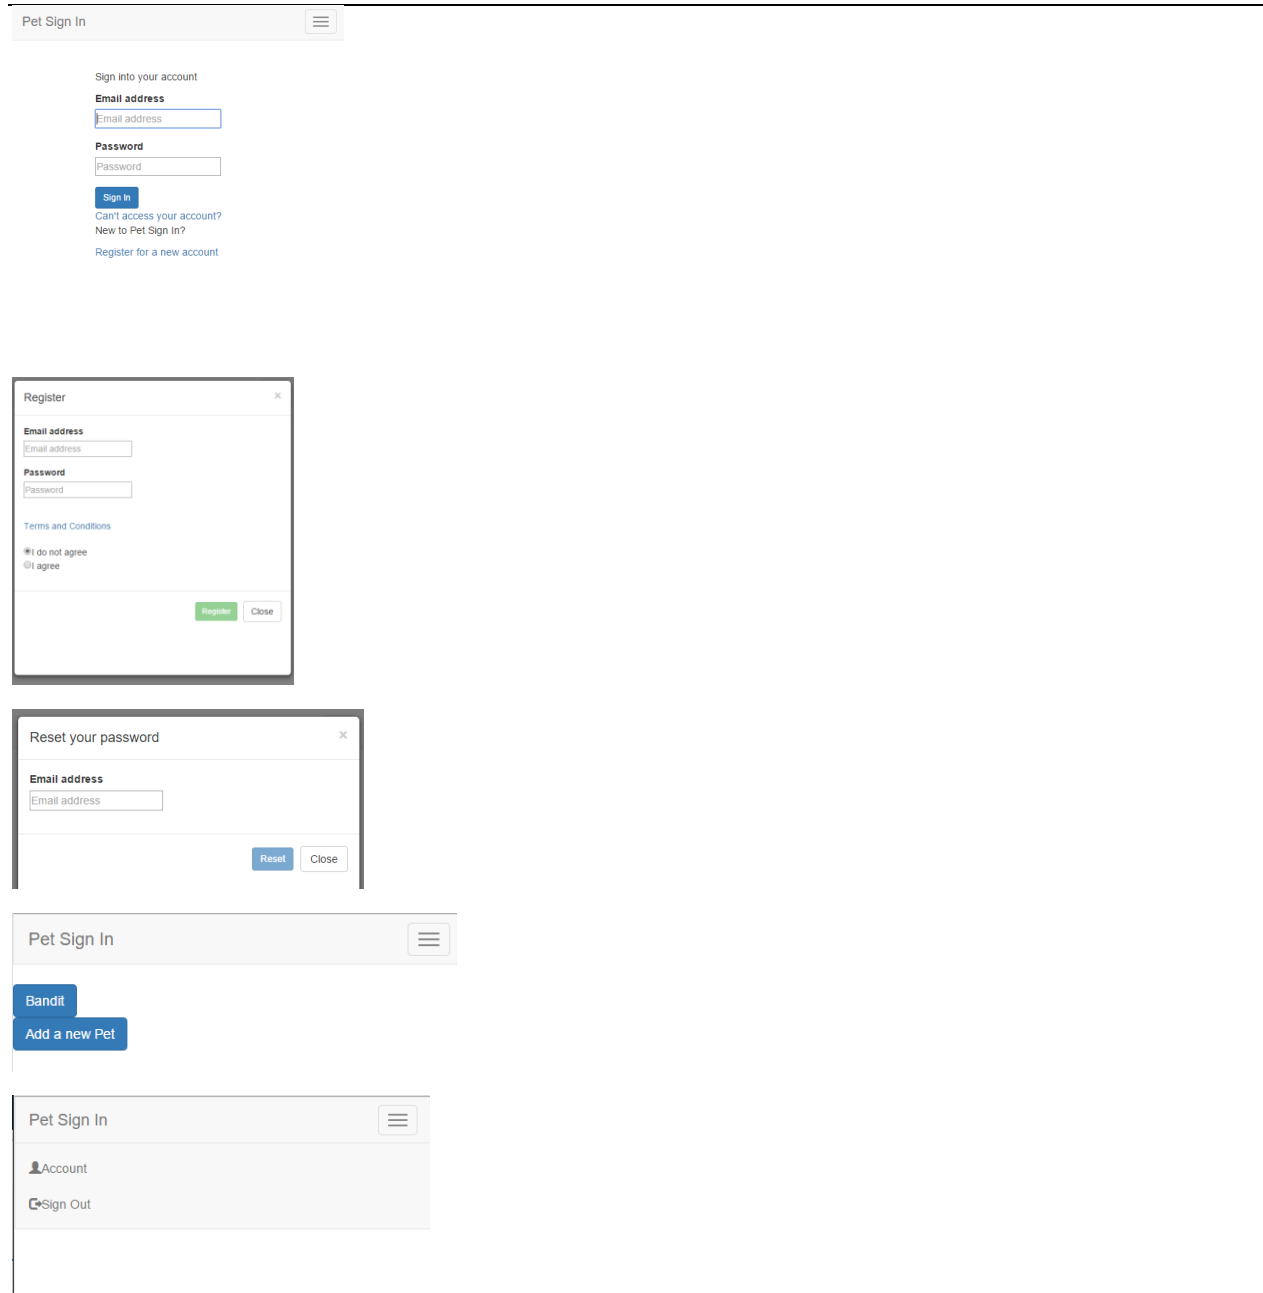 Pet Sign In
Sign into your account
Email address
Email address
Password
Password
Sign In
Can't access your account?
New to Pet Sign In?
Register for a new account
Register ×
Email address
Email address
Password
Password
Terms and Conditions
I do not agree
I agree
Register Close
Reset your password ×
Email address
Email address
Reset Close
Pet Sign In
Bandit
Add a new Pet
Pet Sign In
Account
Sign Out